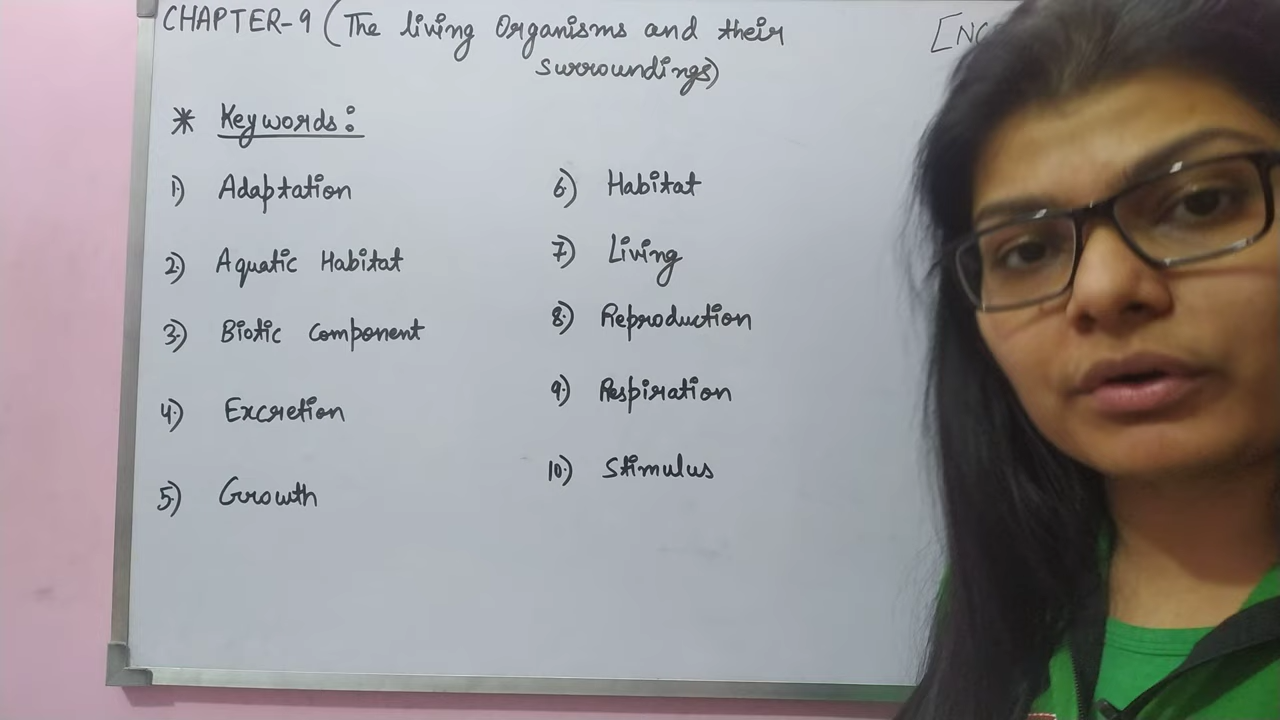 CHAPTER-9 (The living Organisms and their
surroundings)
[NC
* Keywords:
1) Adaptation
2) Aquatic Habitat
3) Biotic Component
4) Excretion
5) Growth
6) Habitat
7) Living
8) Reproduction
9) Respiration
10) Stimulus